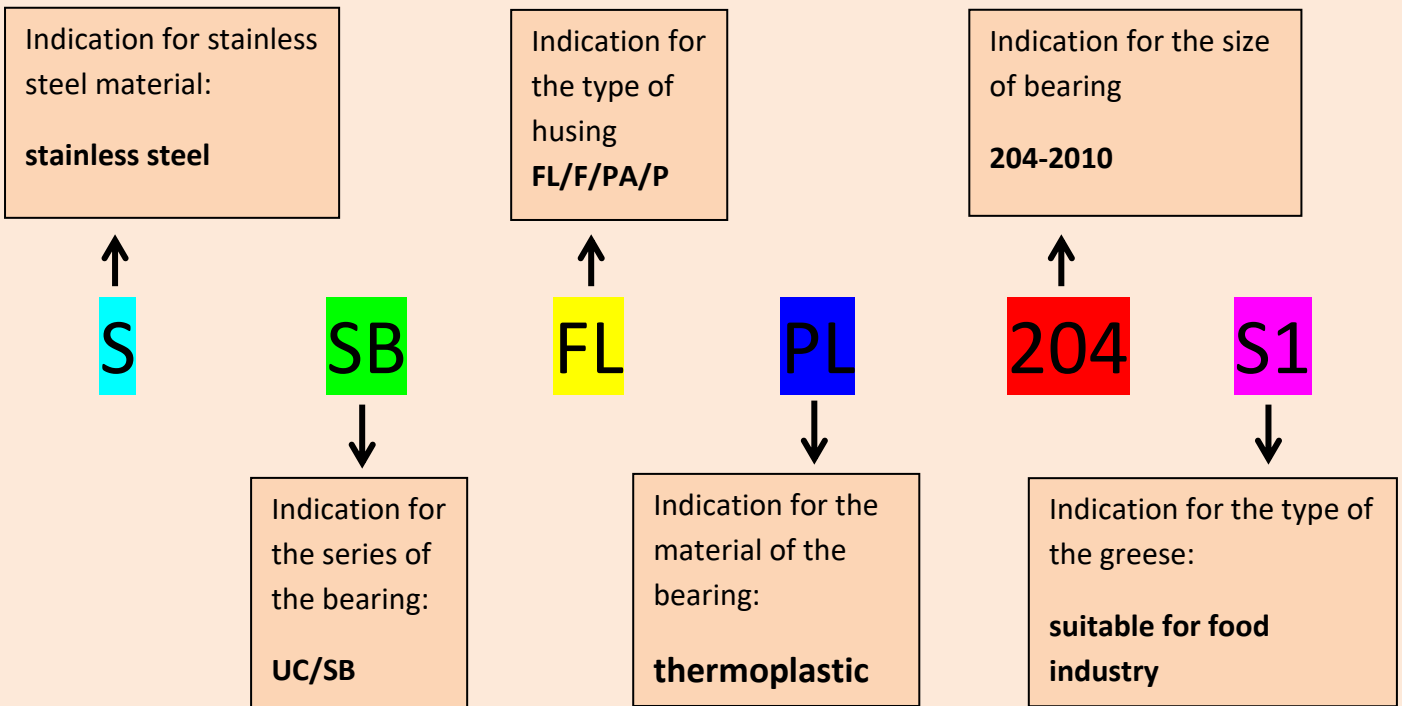 Indication for stainless
steel material:
stainless steel
Indication for
the type of
husing
FL/F/PA/P
Indication for the size
of bearing
204-2010
S SB FL PL 204 S1
Indication for
the series of
the bearing:
UC/SB
Indication for the
material of the
bearing:
thermoplastic
Indication for the type of
the greese:
suitable for food
industry